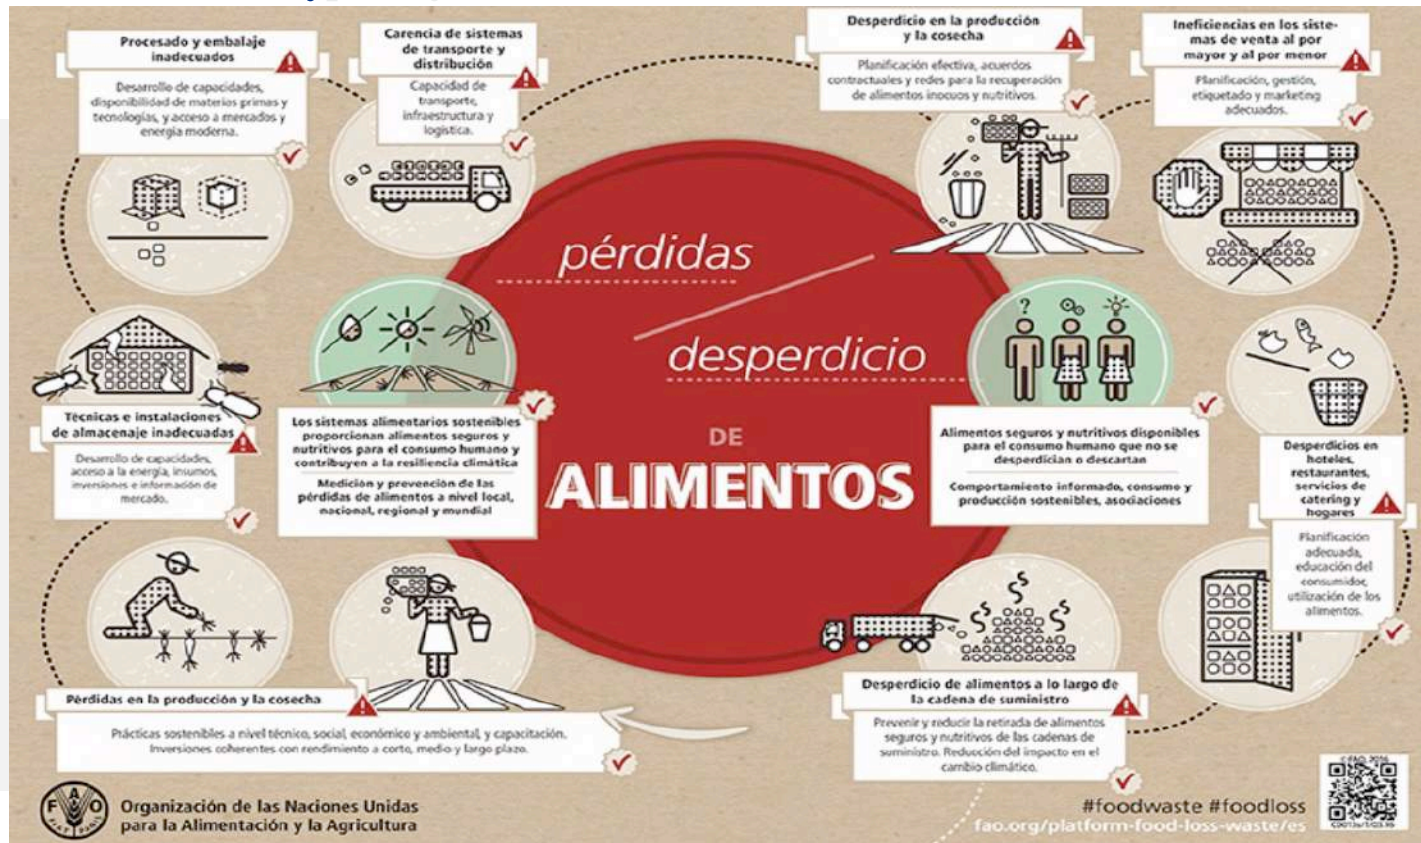 Procesado y embalaje
inadecuados
Desarrollo de capacidades,
disponibilidad de materias primas y
tecnologías, y acceso a mercados y
energía moderna.
Carencia de sistemas
de transporte y
distribución
Capacidad de
transporte,
infraestructura y
logística.
Desperdicio en la producción
y la cosecha
Planificación efectiva, acuerdos
contractuales y redes para la recuperación
de alimentos inocuos y nutritivos.
Ineficiencias en los siste-
mas de venta al por
mayor y al por menor
Planificación, gestión,
etiquetado y marketing
adecuados.
pérdidas
desperdicio
DE
ALIMENTOS
Técnicas e instalaciones
de almacenaje inadecuadas
Desarrollo de capacidades,
acceso a la energía, insumos,
inversiones e información de
mercado.
Los sistemas alimentarios sostenibles
proporcionan alimentos seguros y
nutritivos para el consumo humano y
contribuyen a la resiliencia climática
Medición y prevención de las
pérdidas de alimentos a nivel local,
nacional, regional y mundial
?
Alimentos seguros y nutritivos disponibles
para el consumo humano que no se
desperdician o descartan
Comportamiento informado, consumo y
producción sostenibles, asociaciones
Desperdicios en
hoteles,
restaurantes,
servicios de
catering y
hogares
Planificación
adecuada,
educación del
consumidor,
utilización de los
alimentos.
Pérdidas en la producción y la cosecha
Prácticas sostenibles a nivel técnico, social, económico y ambiental, y capacitación.
Inversiones coherentes con rendimiento a corto, medio y largo plazo.
Desperdicio de alimentos a lo largo de
la cadena de suministro
Prevenir y reducir la retirada de alimentos
seguros y nutritivos de las cadenas de
suministro. Reducción del impacto en el
cambio climático.
FAO
FIAT PANIS
Organización de las Naciones Unidas
para la Alimentación y la Agricultura
#foodwaste #foodloss
fao.org/platform-food-loss-waste/es
© FAO, 2016